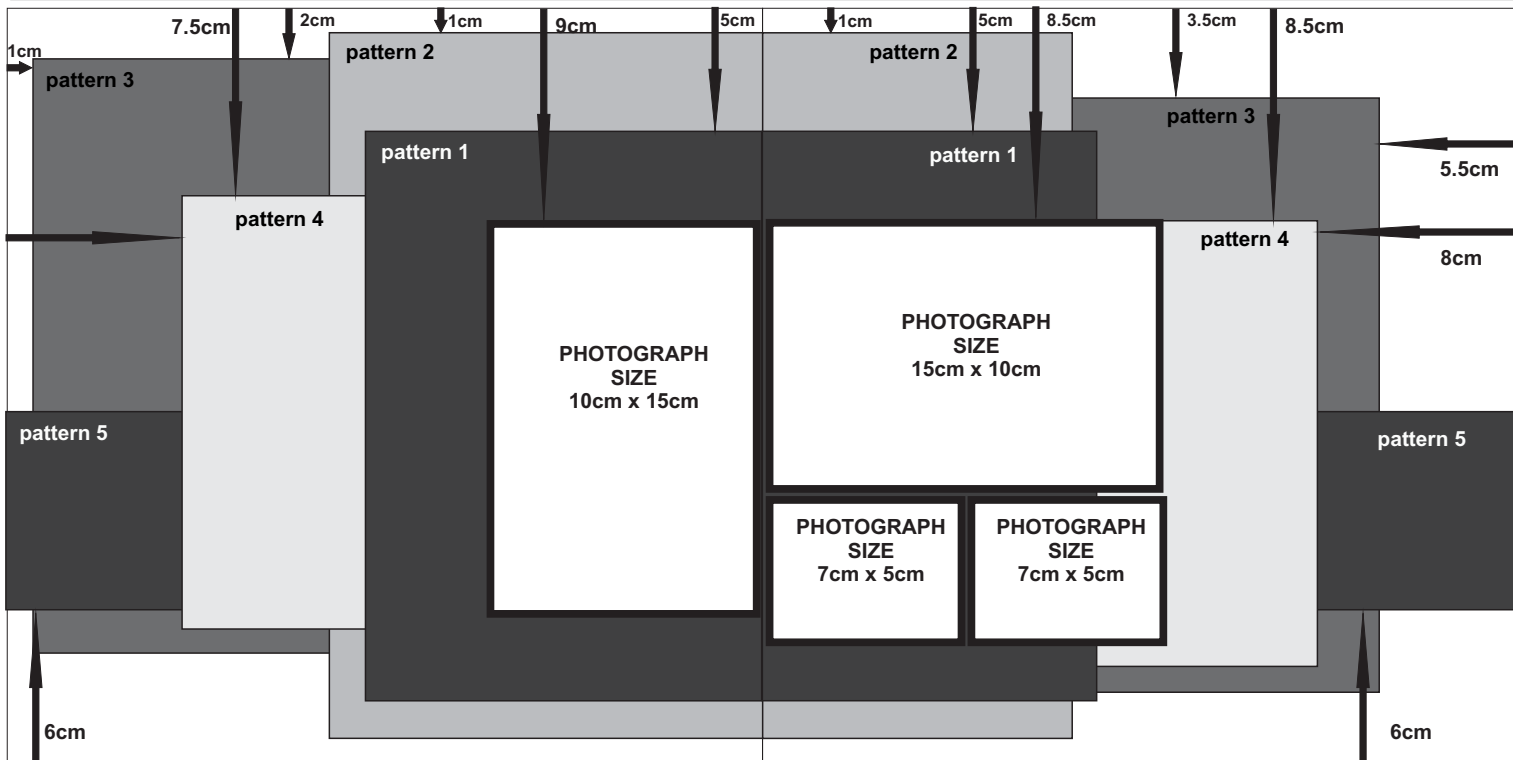 7.5cm
2cm
1cm
9cm
5cm
1cm
5cm
8.5cm
3.5cm
8.5cm
1cm
pattern 3
pattern 2
pattern 2
pattern 3
pattern 1
pattern 1
5.5cm
pattern 4
pattern 4
8cm
PHOTOGRAPH
SIZE
10cm x 15cm
PHOTOGRAPH
SIZE
15cm x 10cm
pattern 5
pattern 5
PHOTOGRAPH
SIZE
7cm x 5cm
PHOTOGRAPH
SIZE
7cm x 5cm
6cm
6cm